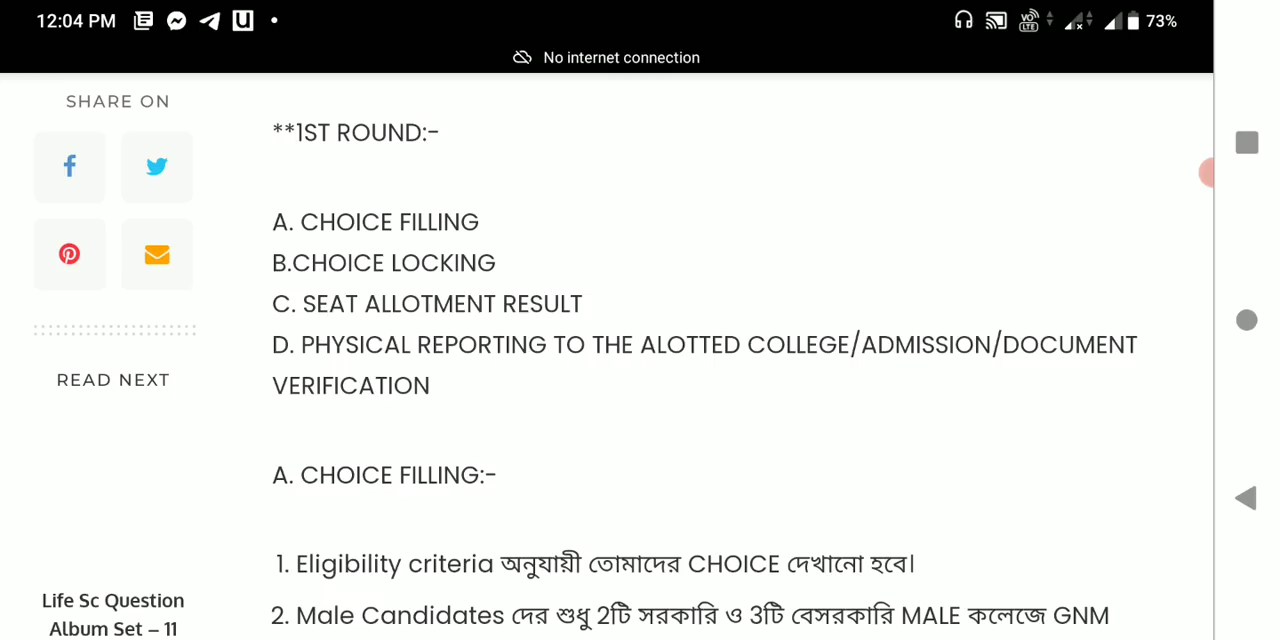 12:04 PM
73%
No internet connection
SHARE ON
**1ST ROUND:-
A. CHOICE FILLING
B.CHOICE LOCKING
C. SEAT ALLOTMENT RESULT
D. PHYSICAL REPORTING TO THE ALOTTED COLLEGE/ADMISSION/DOCUMENT
VERIFICATION
READ NEXT
A. CHOICE FILLING:-
1. Eligibility criteria অনুযায়ী তোমাদের CHOICE দেখানো হবে।
2. Male Candidates দের শুধু 2টি সরকারি ও 3টি বেসরকারি MALE কলেজে GNM
Life Sc Question
Album Set – 11